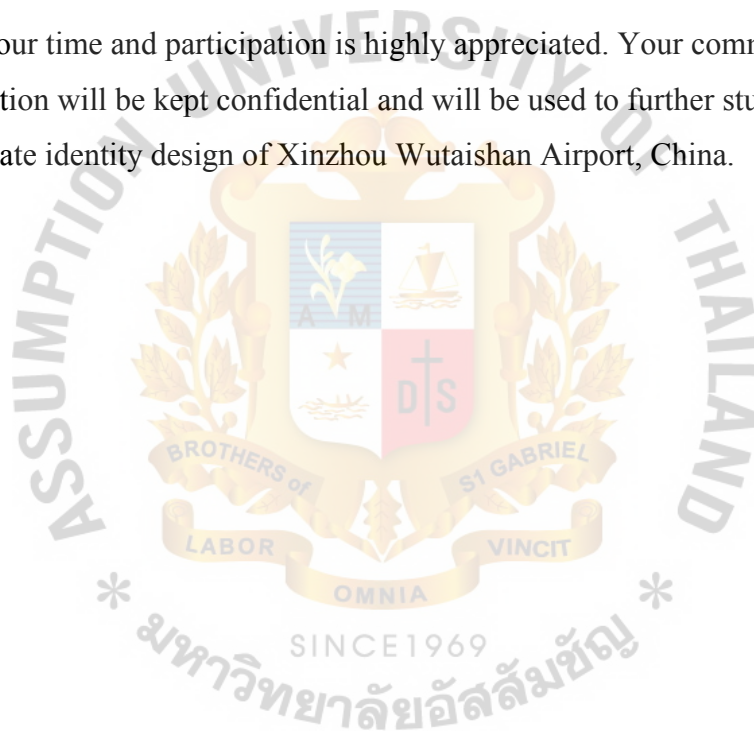 our time and participation is highly appreciated. Your comm
tion will be kept confidential and will be used to further stu
ate identity design of Xinzhou Wutaishan Airport, China.
ASSUMPTION UNIVERSITY OF THAILAND
A M
D S
BROTHERS of
S1 GABRIEL
LABOR
VINCIT
OMNIA
SINCE1969
* มหาวิทยาลัยอัสสัมชัญ *